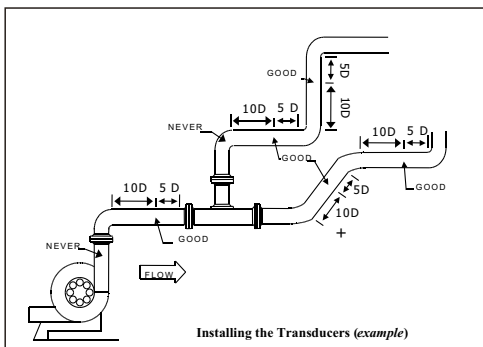 5D
GOOD
10D
10D 5 D
NEVER
10D 5 D
GOOD
5D
GOOD
10D 5 D
10D
+
GOOD
NEVER
FLOW
Installing the Transducers (example)